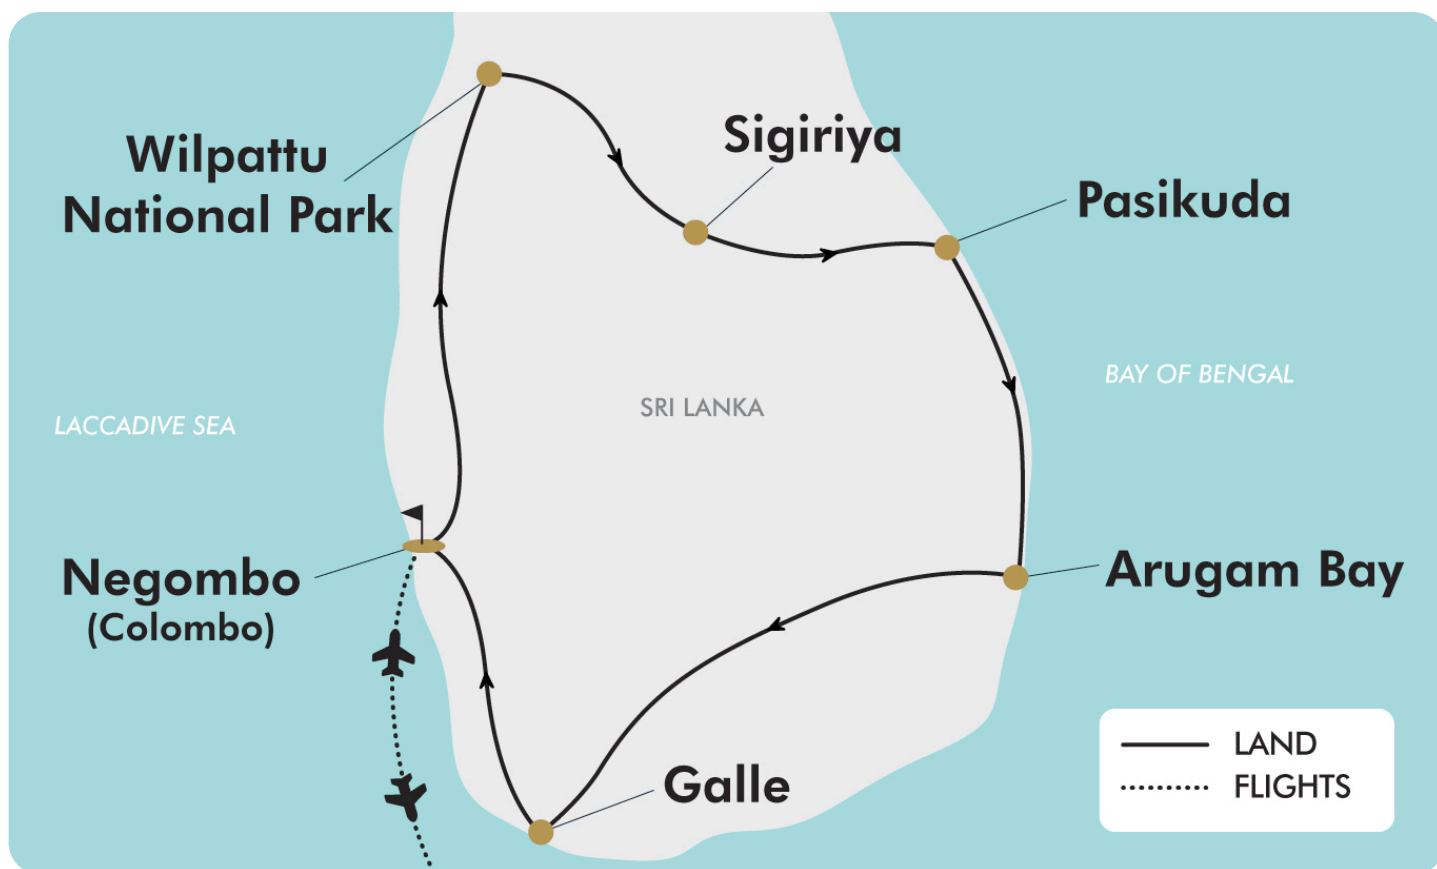 Wilpattu
National Park
Sigiriya
Pasikuda
BAY OF BENGAL
SRI LANKA
LACCADIVE SEA
Negombo
(Colombo)
Arugam Bay
Galle
LAND
FLIGHTS